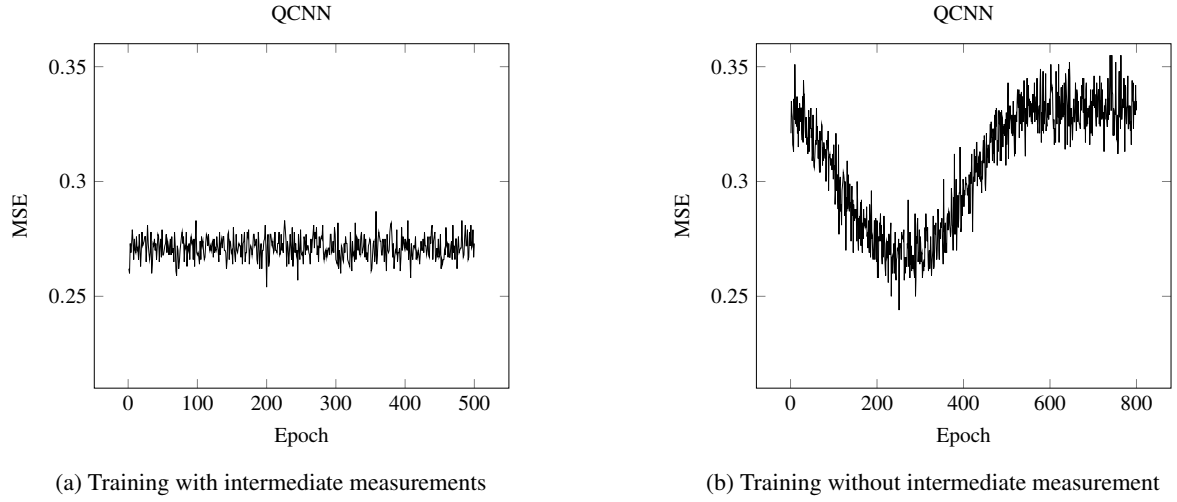 QCNN
0.35
0.3
0.25
MSE
0 100 200 300 400 500
Epoch
(a) Training with intermediate measurements
QCNN
0.35
0.3
0.25
MSE
0 200 400 600 800
Epoch
(b) Training without intermediate measurement